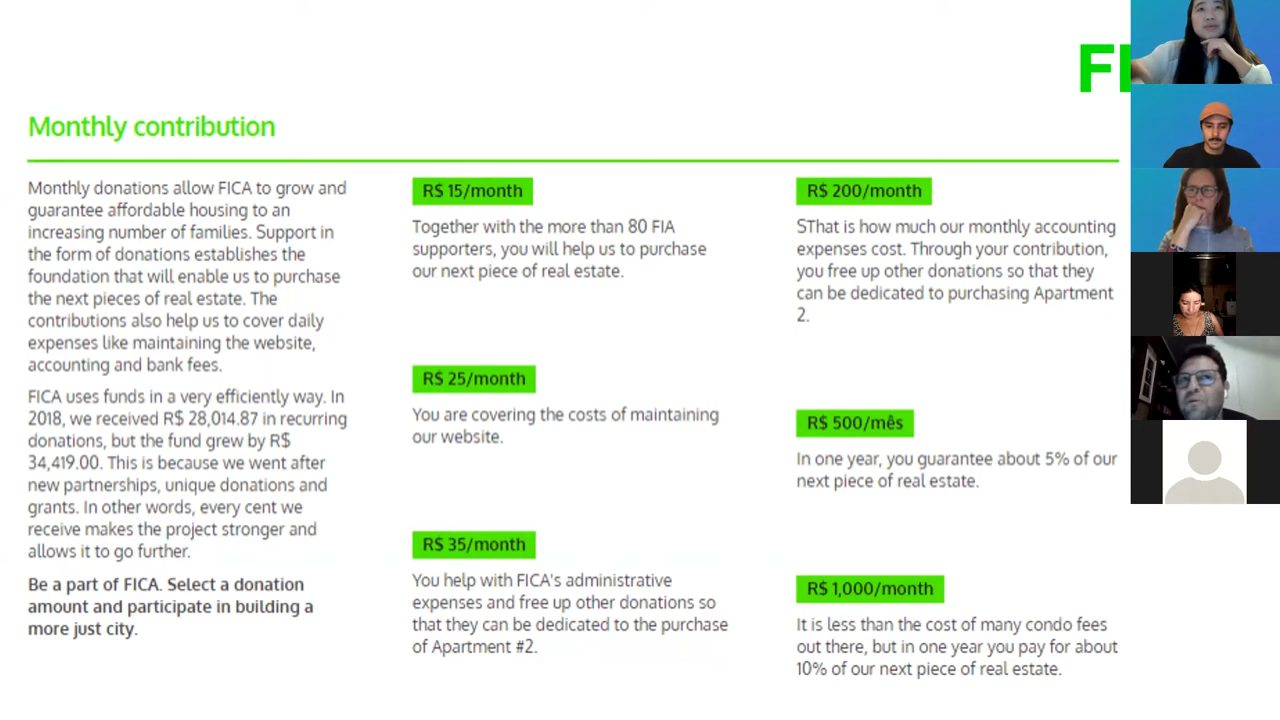 FI
Monthly contribution
Monthly donations allow FICA to grow and
guarantee affordable housing to an
increasing number of families. Support in
the form of donations establishes the
foundation that will enable us to purchase
the next pieces of real estate. The
contributions also help us to cover daily
expenses like maintaining the website,
accounting and bank fees.
FICA uses funds in a very efficiently way. In
2018, we received R$ 28,014.87 in recurring
donations, but the fund grew by R$
34,419.00. This is because we went after
new partnerships, unique donations and
grants. In other words, every cent we
receive makes the project stronger and
allows it to go further.
Be a part of FICA. Select a donation
amount and participate in building a
more just city.
R$ 15/month
Together with the more than 80 FIA
supporters, you will help us to purchase
our next piece of real estate.
R$ 25/month
You are covering the costs of maintaining
our website.
R$ 35/month
You help with FICA's administrative
expenses and free up other donations so
that they can be dedicated to the purchase
of Apartment #2.
R$ 200/month
SThat is how much our monthly accounting
expenses cost. Through your contribution,
you free up other donations so that they
can be dedicated to purchasing Apartment
2.
R$ 500/mês
In one year, you guarantee about 5% of our
next piece of real estate.
R$ 1,000/month
It is less than the cost of many condo fees
out there, but in one year you pay for about
10% of our next piece of real estate.